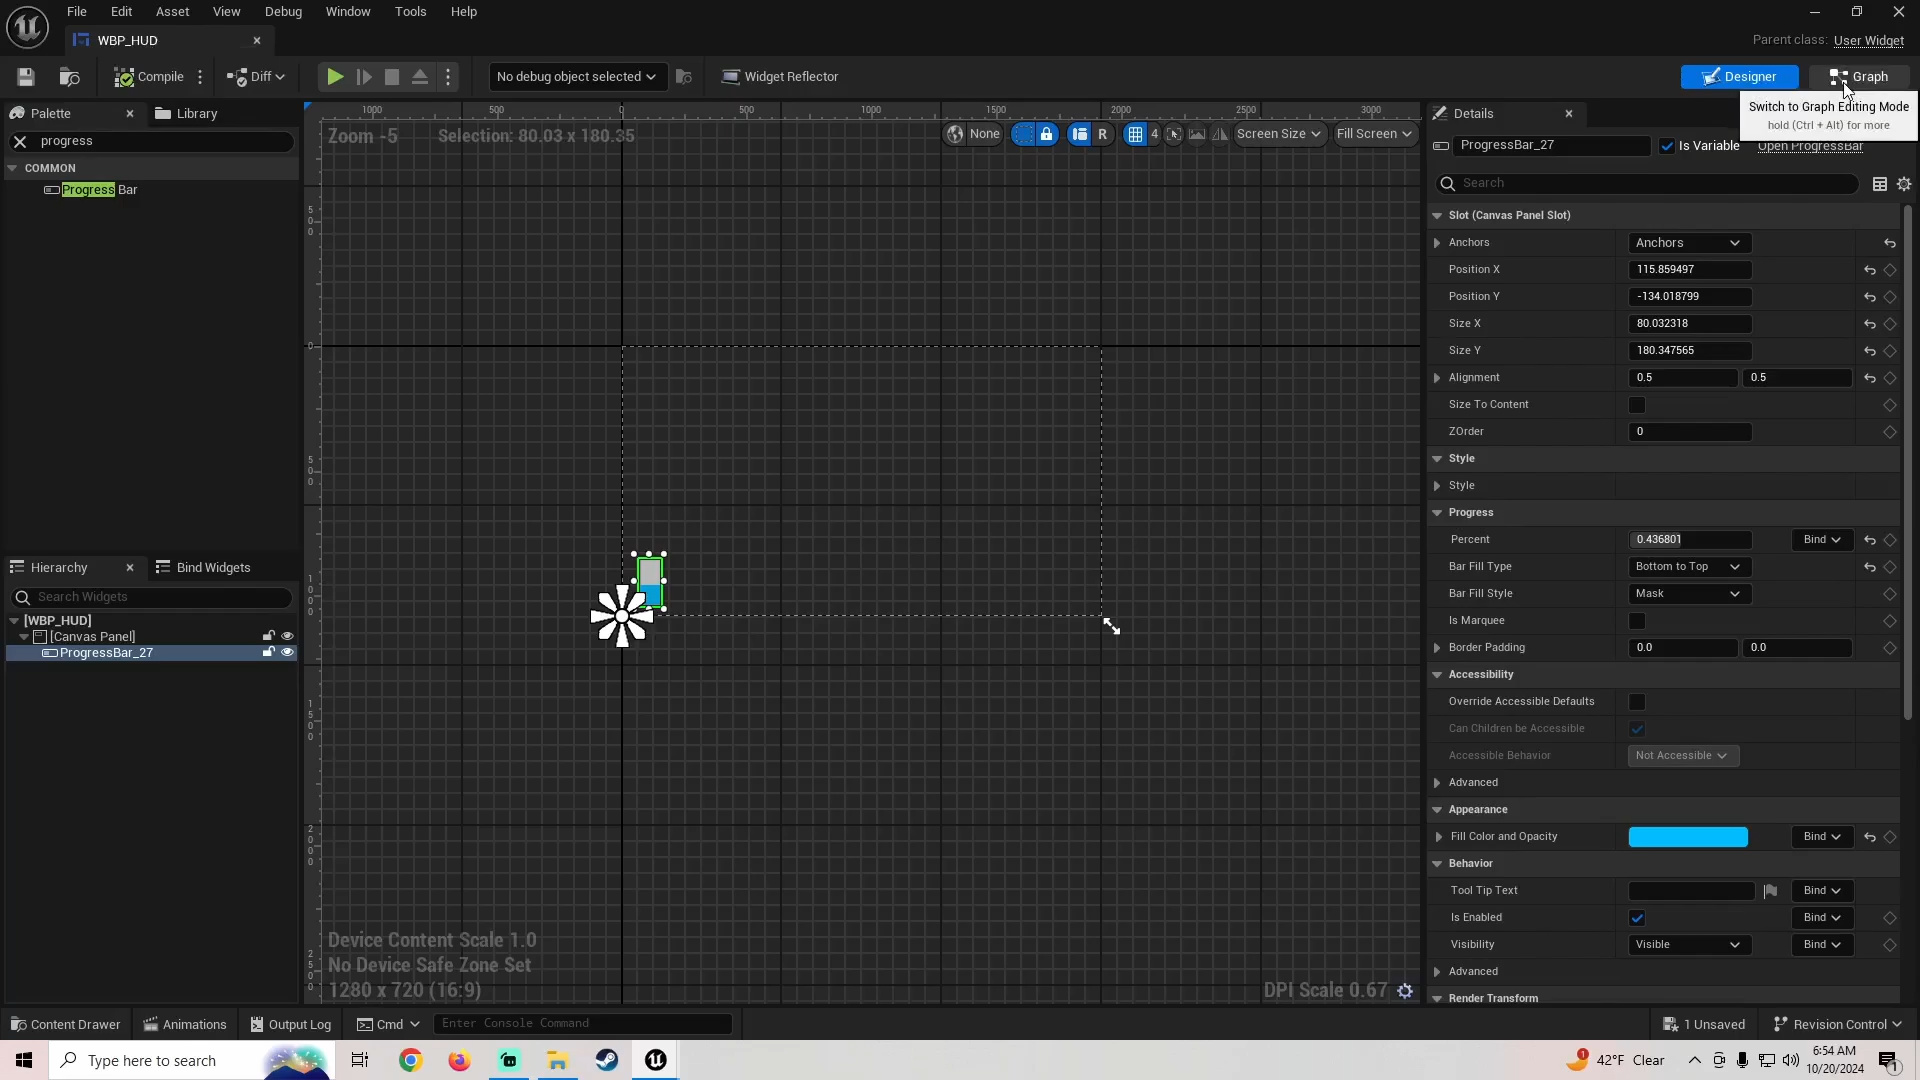 File Edit Asset View Debug Window Tools Help
WBP_HUD
Parent class: User Widget
Compile Diff No debug object selected Widget Reflector Designer Graph
Switch to Graph Editing Mode
hold (Ctrl + Alt) for more
Palette Library
progress
COMMON
Progress Bar
Hierarchy Bind Widgets
Search Widgets
[WBP_HUD]
[Canvas Panel]
ProgressBar_27
1000 500 0 500 1000 1500 2000 2500 3000
Zoom -5 Selection: 80.03 x 180.35 None R 4 Screen Size Fill Screen
500
0
500
1000
1500
2000
2500
Device Content Scale 1.0
No Device Safe Zone Set
1280 x 720 (16:9) DPI Scale 0.67
Details
ProgressBar_27 Is Variable Open ProgressBar
Search
Slot (Canvas Panel Slot)
Anchors Anchors
Position X 115.859497
Position Y -134.018799
Size X 80.032318
Size Y 180.347565
Alignment 0.5 0.5
Size To Content
ZOrder 0
Style
Style
Progress
Percent 0.436801 Bind
Bar Fill Type Bottom to Top
Bar Fill Style Mask
Is Marquee
Border Padding 0.0 0.0
Accessibility
Override Accessible Defaults
Can Children be Accessible
Accessible Behavior Not Accessible
Advanced
Appearance
Fill Color and Opacity Bind
Behavior
Tool Tip Text Bind
Is Enabled Bind
Visibility Visible Bind
Advanced
Render Transform
Content Drawer Animations Output Log Cmd Enter Console Command 1 Unsaved Revision Control
Type here to search 1 42°F Clear 6:54 AM
10/20/2024 1